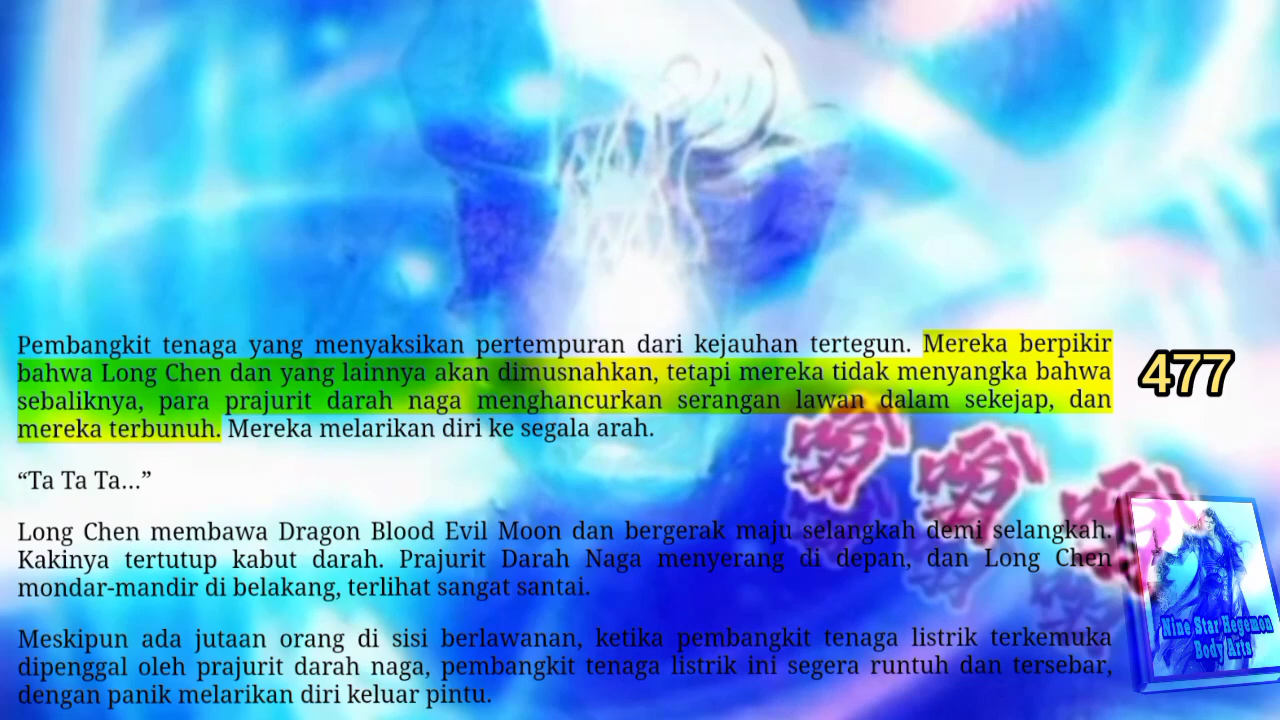 Pembangkit tenaga yang menyaksikan pertempuran dari kejauhan tertegun. Mereka berpikir
bahwa Long Chen dan yang lainnya akan dimusnahkan, tetapi mereka tidak menyangka bahwa
sebaliknya, para prajurit darah naga menghancurkan serangan lawan dalam sekejap, dan
mereka terbunuh. Mereka melarikan diri ke segala arah.
477
“Ta Ta Ta...”
Long Chen membawa Dragon Blood Evil Moon dan bergerak maju selangkah demi selangkah.
Kakinya tertutup kabut darah. Prajurit Darah Naga menyerang di depan, dan Long Chen
mondar-mandir di belakang, terlihat sangat santai.
Meskipun ada jutaan orang di sisi berlawanan, ketika pembangkit tenaga listrik terkemuka
dipenggal oleh prajurit darah naga, pembangkit tenaga listrik ini segera runtuh dan tersebar,
dengan panik melarikan diri keluar pintu.
Nine Star Hegemon
Body Arts